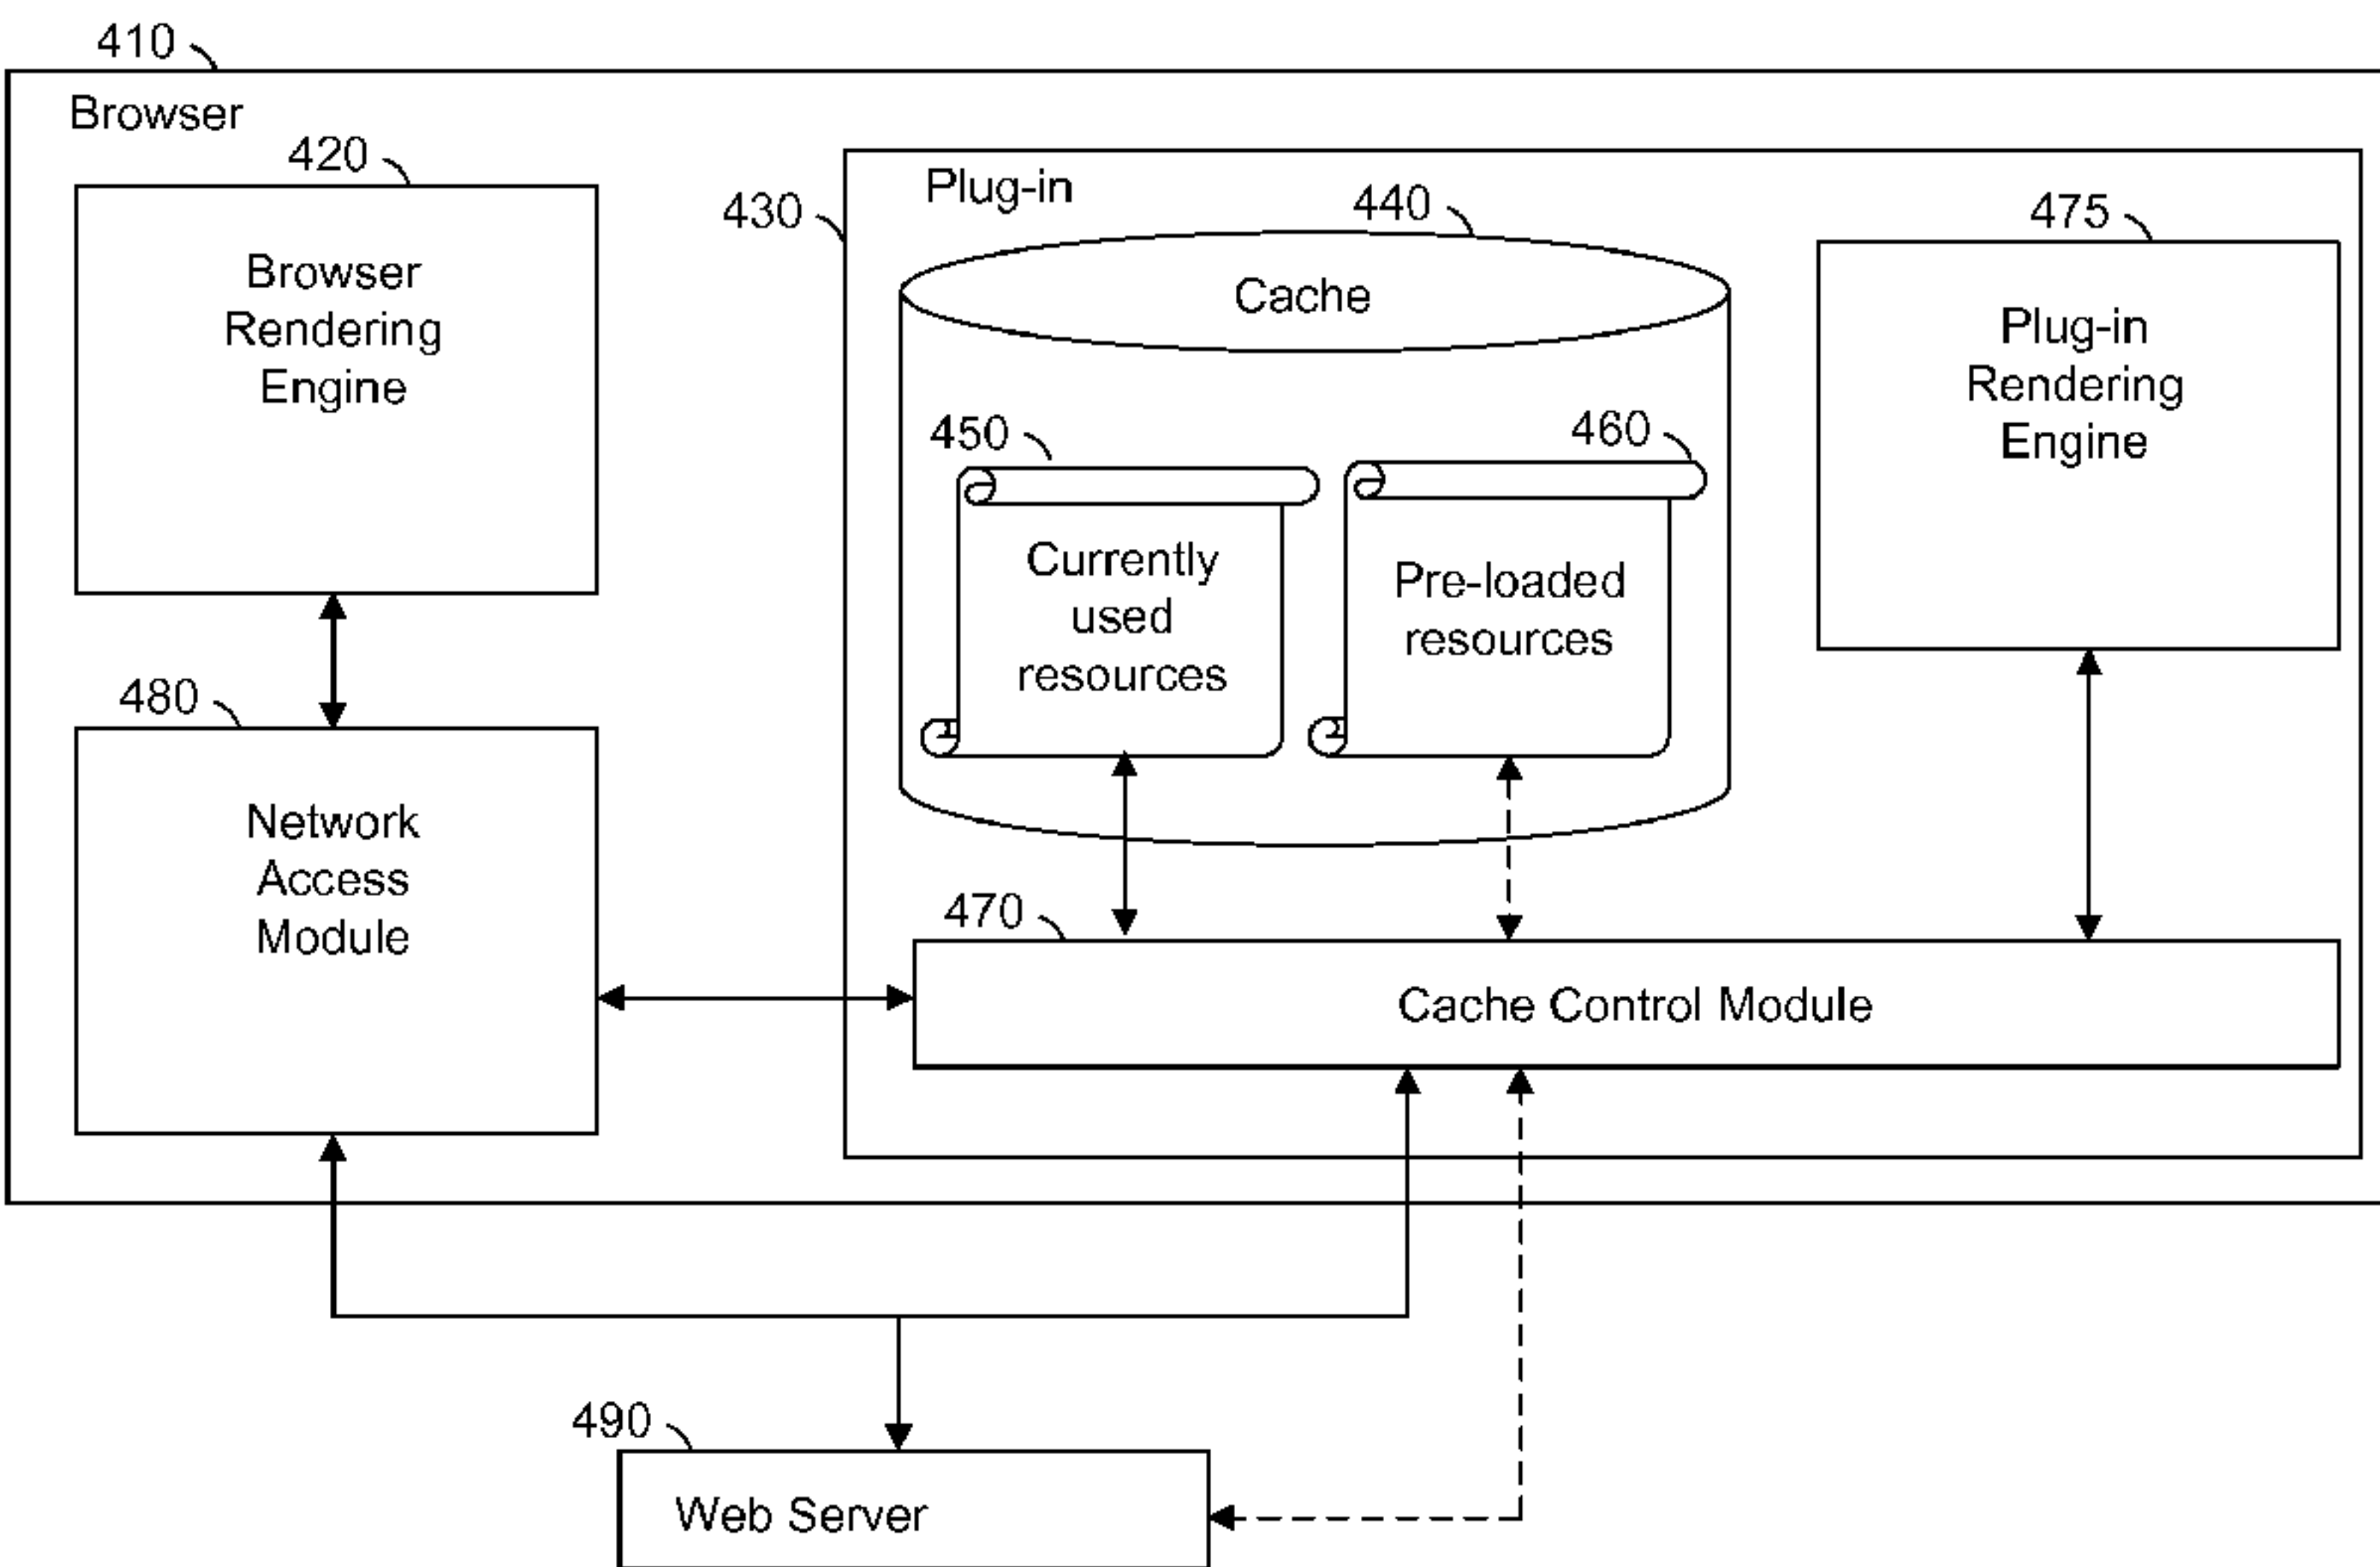 410
Browser
420
Browser
Rendering
Engine
430
Plug-in
440
Cache
475
Plug-in
Rendering
Engine
450
Currently
used
resources
460
Pre-loaded
resources
480
Network
Access
Module
470
Cache Control Module
490
Web Server